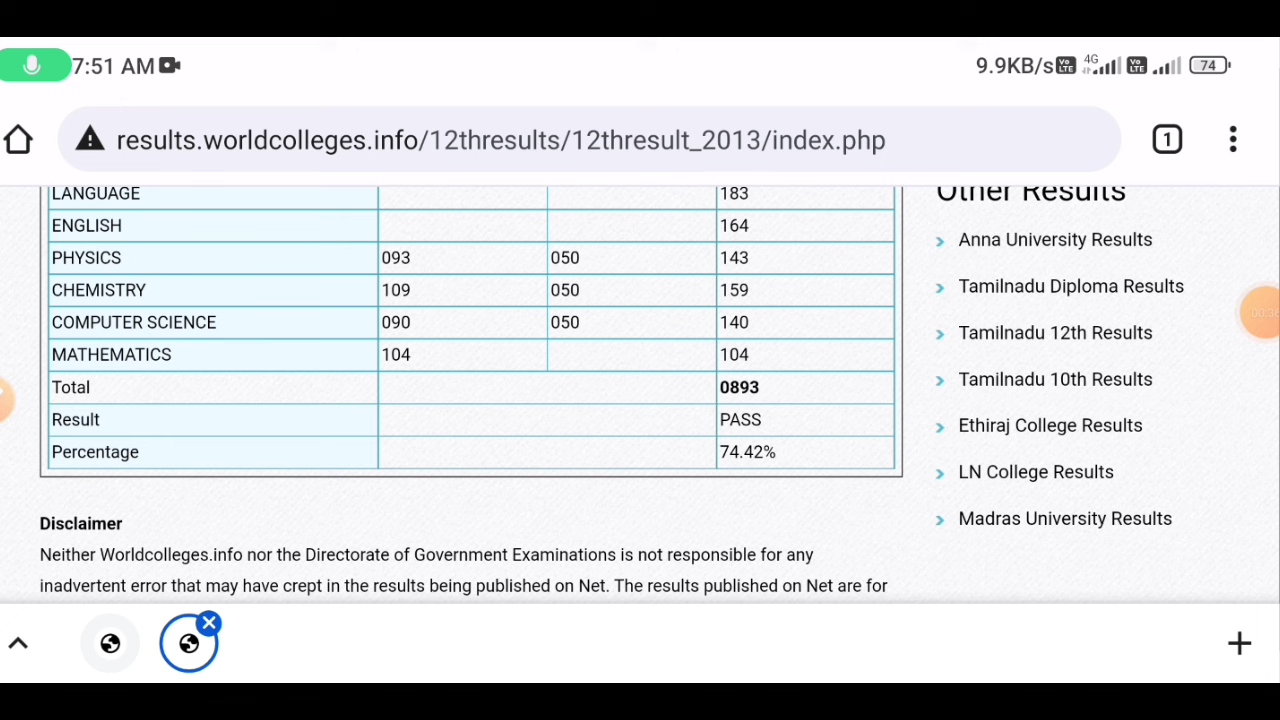 7:51 AM
9.9KB/s Vo LTE 4G Vo LTE 74
results.worldcolleges.info/12thresults/12thresult_2013/index.php
1
LANGUAGE 183
ENGLISH 164
PHYSICS 093 050 143
CHEMISTRY 109 050 159
COMPUTER SCIENCE 090 050 140
MATHEMATICS 104 104
Total 0893
Result PASS
Percentage 74.42%
Other Results
Anna University Results
Tamilnadu Diploma Results
Tamilnadu 12th Results
Tamilnadu 10th Results
Ethiraj College Results
LN College Results
Madras University Results
Disclaimer
Neither Worldcolleges.info nor the Directorate of Government Examinations is not responsible for any
inadvertent error that may have crept in the results being published on Net. The results published on Net are for